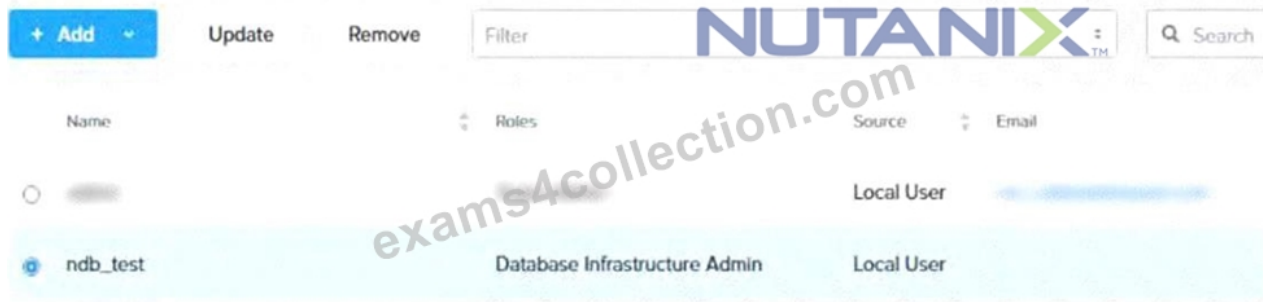 + Add Update Remove Filter NUTANIX™ Search
Name Roles Source Email
exams4collection.com
Local User
ndb_test Database Infrastructure Admin Local User